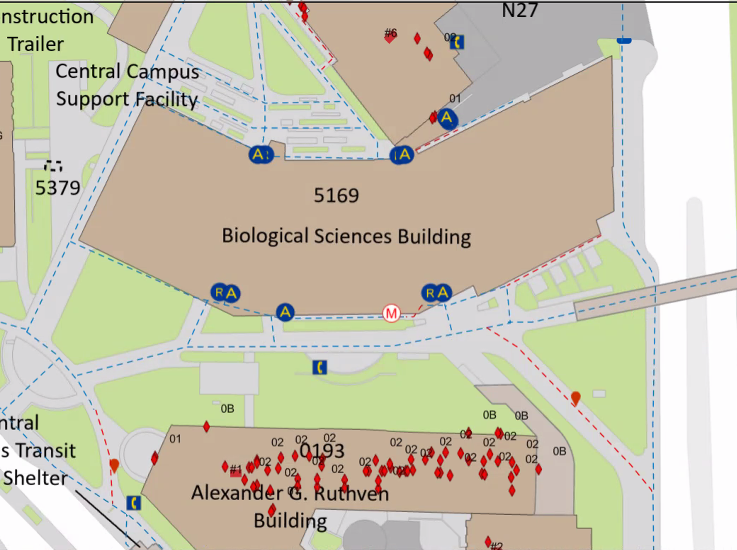 nstruction
Trailer
N27
#6
02
Central Campus
Support Facility
01
A
A
A
5379
5169
Biological Sciences Building
R A
A
M
R A
0B
0B
0B
ntral
s Transit
Shelter
01
02
02
02
0193
02
02
02
02
02
02
02
0B
#1
02
02
02
02
02
02
02
02
Alexander G. Ruthven
Building
#2